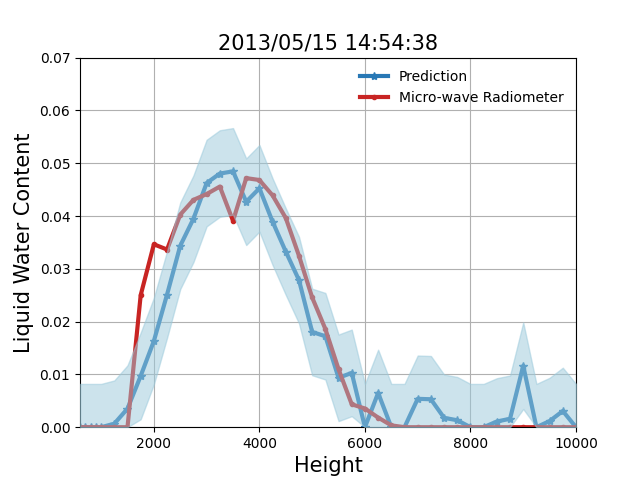 2013/05/15 14:54:38
Prediction
Micro-wave Radiometer
Liquid Water Content
0.07
0.06
0.05
0.04
0.03
0.02
0.01
0.00
2000 4000 6000 8000 10000
Height